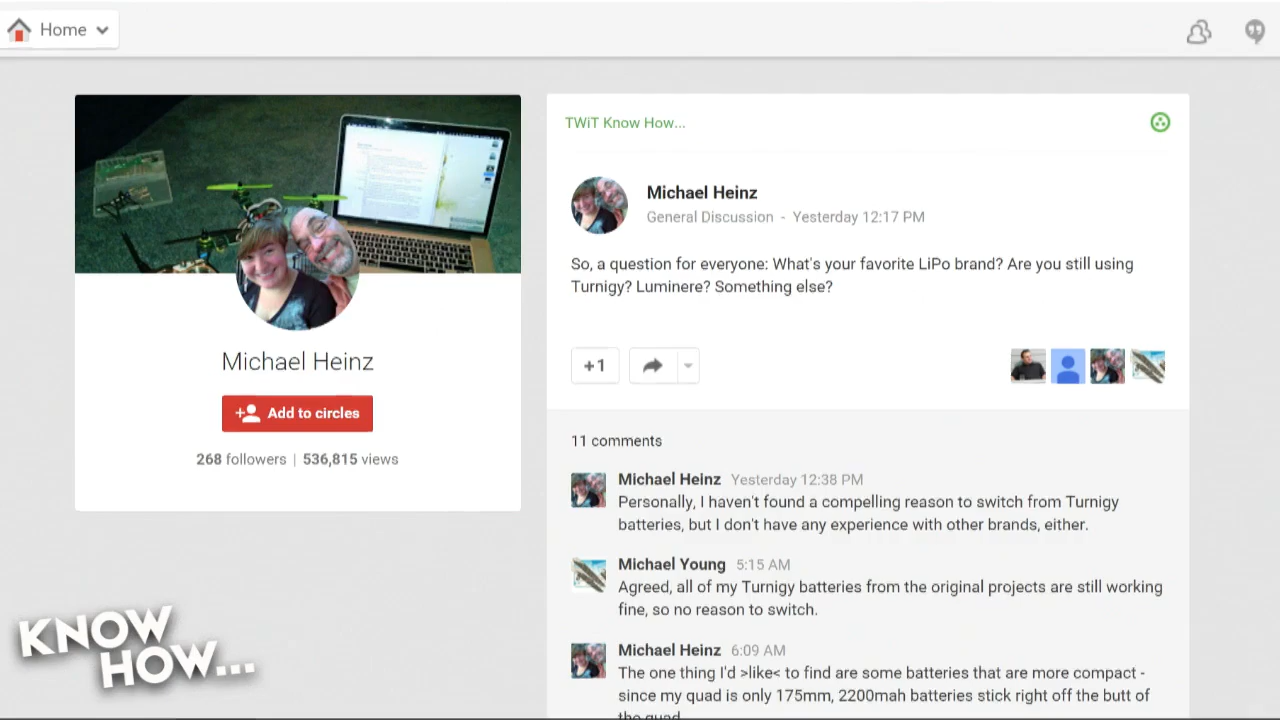 Home
TWiT Know How...
Michael Heinz
General Discussion - Yesterday 12:17 PM
So, a question for everyone: What's your favorite LiPo brand? Are you still using
Turnigy? Luminere? Something else?
+1
Michael Heinz
Add to circles
268 followers | 536,815 views
11 comments
Michael Heinz Yesterday 12:38 PM
Personally, I haven't found a compelling reason to switch from Turnigy
batteries, but I don't have any experience with other brands, either.
Michael Young 5:15 AM
Agreed, all of my Turnigy batteries from the original projects are still working
fine, so no reason to switch.
Michael Heinz 6:09 AM
The one thing I'd >like< to find are some batteries that are more compact -
since my quad is only 175mm, 2200mah batteries stick right off the butt of
the quad
KNOW
HOW...